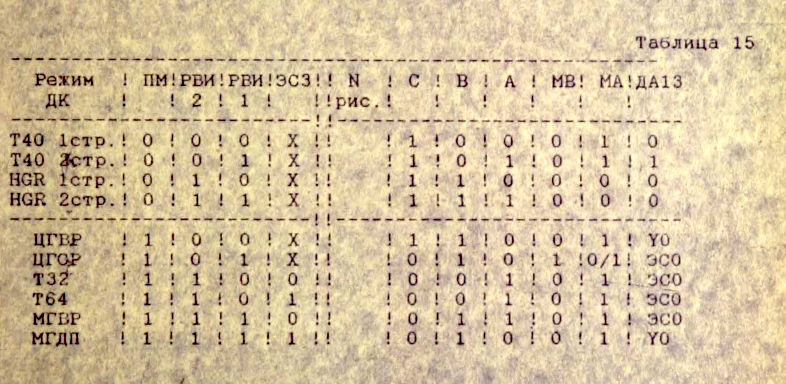 Таблица 15
Режим ! ПМ!РВИ!РВИ!ЭСЗ!! N ! С ! В ! А ! МВ! МА!ДА13
ДК ! ! 2 ! 1 ! !!рис.! ! ! ! ! !
Т40 1стр.! 0 ! 0 ! 0 ! Х !! ! 1 ! 0 ! 0 ! 0 ! 1 ! 0
Т40 2стр.! 0 ! 0 ! 1 ! Х !! ! 1 ! 0 ! 1 ! 0 ! 1 ! 1
HGR 1стр.! 0 ! 1 ! 0 ! Х !! ! 1 ! 1 ! 0 ! 0 ! 0 ! 0
HGR 2стр.! 0 ! 1 ! 1 ! Х !! ! 1 ! 1 ! 1 ! 0 ! 0 ! 0
ЦГВР ! 1 ! 0 ! 0 ! Х !! ! 1 ! 1 ! 0 ! 0 ! 1 ! Y0
ЦГОР ! 1 ! 0 ! 1 ! Х !! ! 0 ! 1 ! 0 ! 1 !0/1! ЭС0
Т32 ! 1 ! 1 ! 0 ! 0 !! ! 0 ! 0 ! 1 ! 0 ! 1 ! ЭС0
Т64 ! 1 ! 1 ! 0 ! 1 !! ! 0 ! 0 ! 1 ! 0 ! 1 ! ЭС0
МГВР ! 1 ! 1 ! 1 ! 0 !! ! 0 ! 1 ! 1 ! 0 ! 1 ! ЭС0
МГДП ! 1 ! 1 ! 1 ! 1 !! ! 0 ! 1 ! 0 ! 0 ! 1 ! Y0